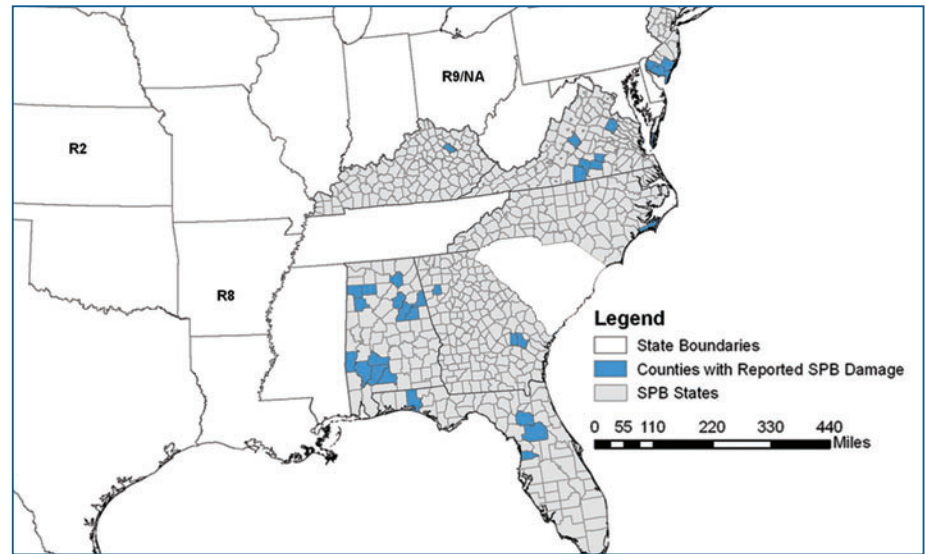 R9/NA
R2
R8
Legend
State Boundaries
Counties with Reported SPB Damage
SPB States
0 55 110 220 330 440
Miles